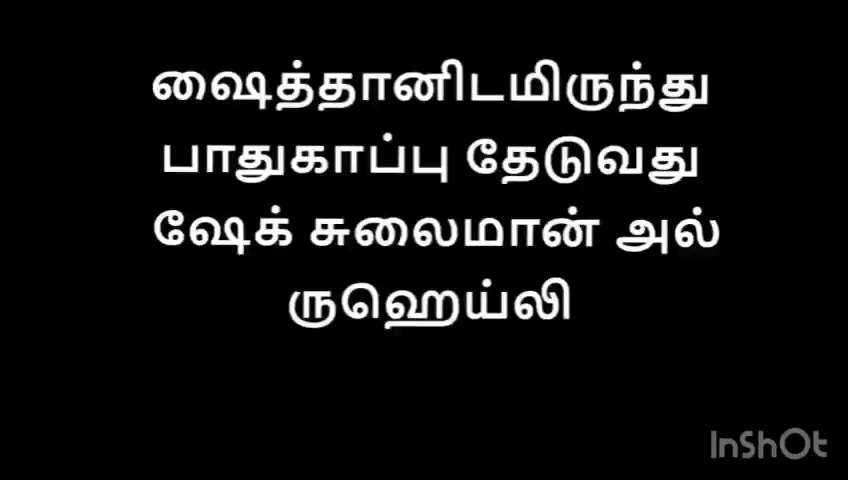 ஷைத்தானிடமிருந்து
பாதுகாப்பு தேடுவது
ஷேக் சுலைமான் அல்
ருஹெய்லி
InShOt